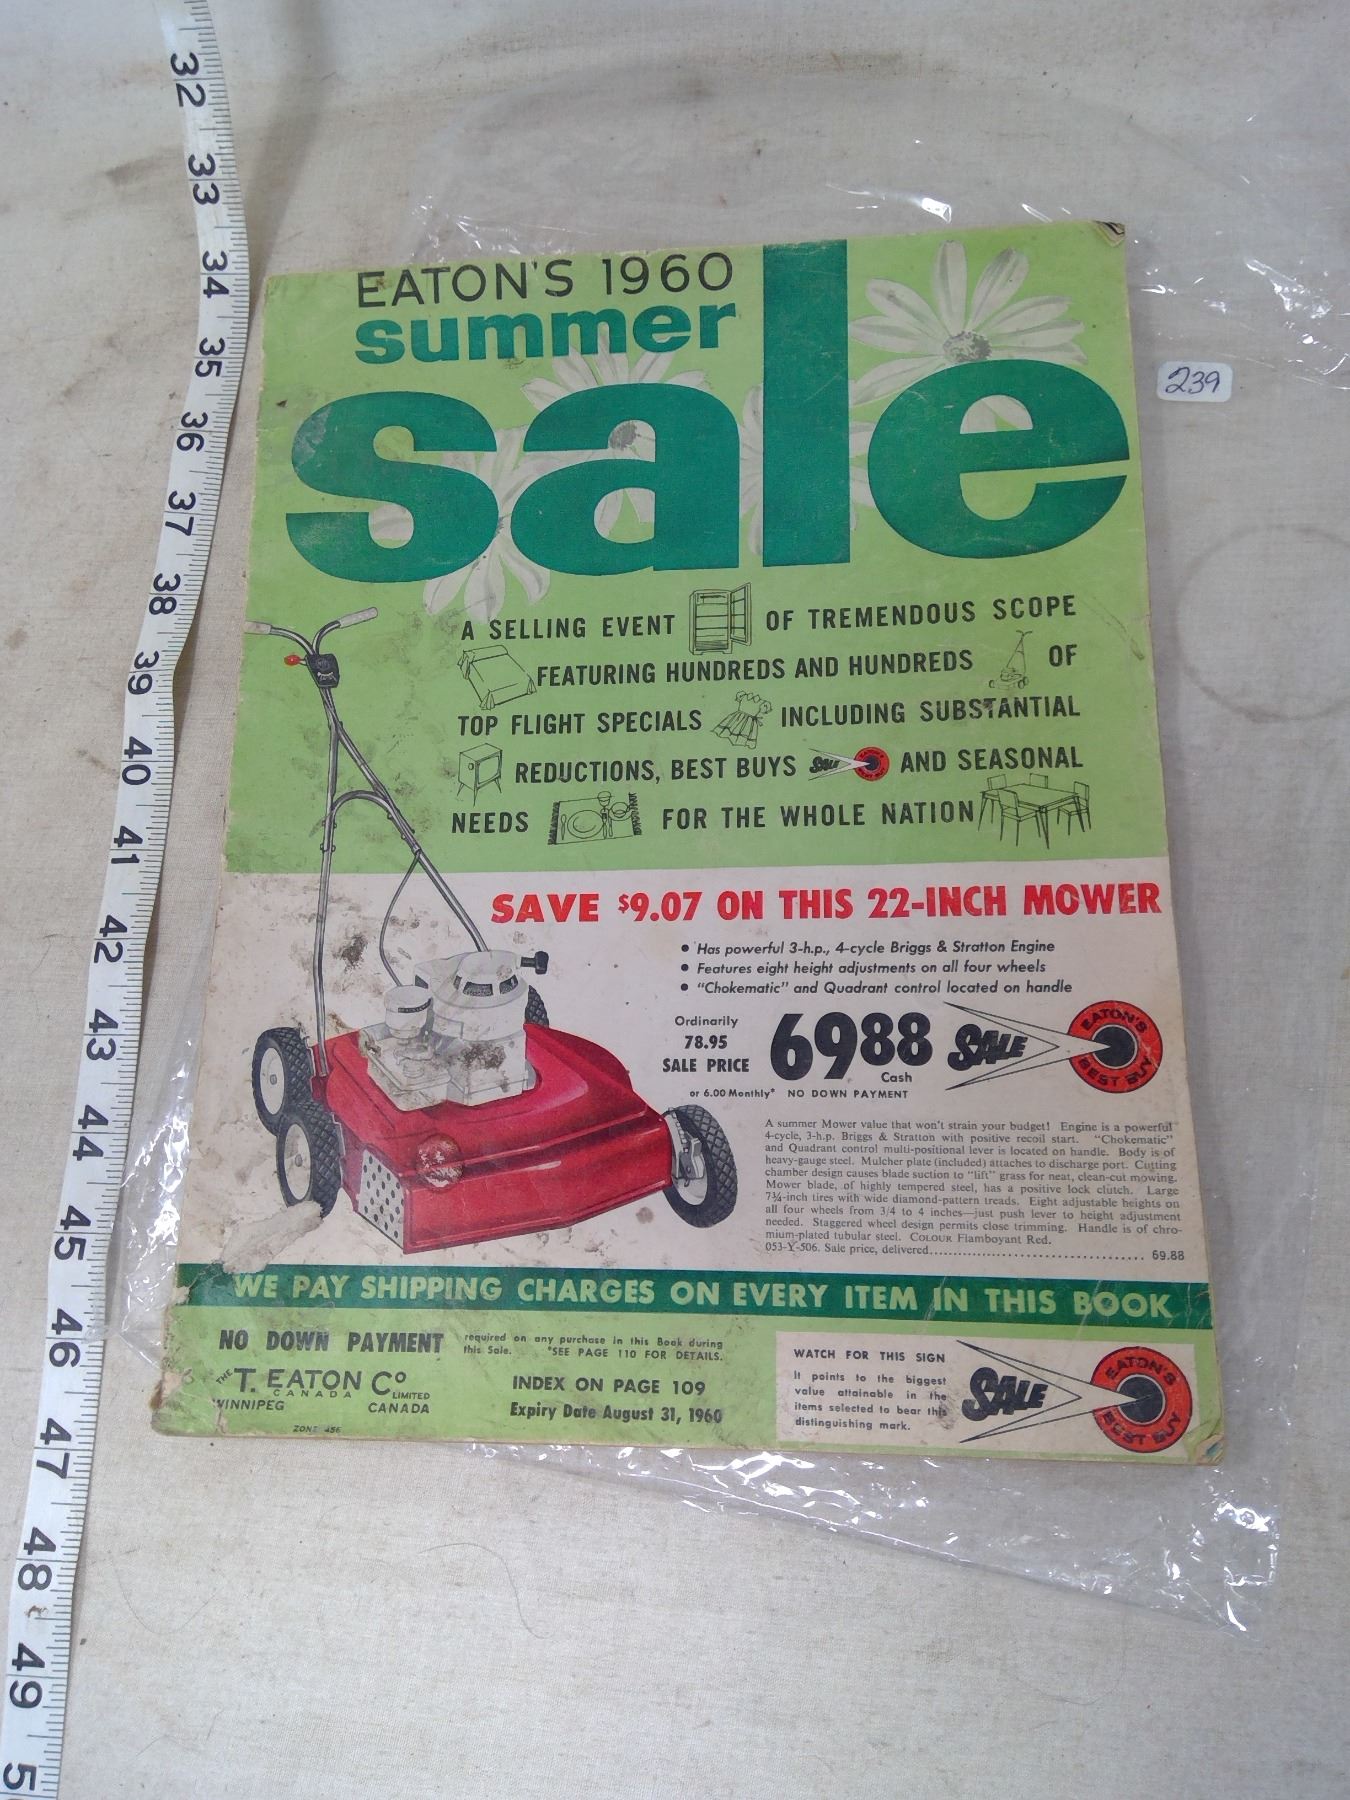 32
33
34
35
36
37
38
39
40
41
42
43
44
45
46
47
48
49
5
239
EATON'S 1960
summer
sale
A SELLING EVENT OF TREMENDOUS SCOPE
FEATURING HUNDREDS AND HUNDREDS OF
TOP FLIGHT SPECIALS INCLUDING SUBSTANTIAL
REDUCTIONS, BEST BUYS SALE EATON'S BEST BUY AND SEASONAL
NEEDS FOR THE WHOLE NATION
SAVE $9.07 ON THIS 22-INCH MOWER
• Has powerful 3-h.p., 4-cycle Briggs & Stratton Engine
• Features eight height adjustments on all four wheels
• "Chokematic" and Quadrant control located on handle
Ordinarily
78.95
SALE PRICE
6988
Cash
or 6.00 Monthly* NO DOWN PAYMENT
SALE
EATON'S
BEST BUY
A summer Mower value that won't strain your budget! Engine is a powerful
4-cycle, 3-h.p. Briggs & Stratton with positive recoil start. "Chokematic"
and Quadrant control multi-positional lever is located on handle. Body is of
heavy-gauge steel. Mulcher plate (included) attaches to discharge port. Cutting
chamber design causes blade suction to "lift" grass for neat, clean-cut mowing.
Mower blade, of highly tempered steel, has a positive lock clutch. Large
7¼-inch tires with wide diamond-pattern treads. Eight adjustable heights on
all four wheels from 3/4 to 4 inches—just push lever to height adjustment
needed. Staggered wheel design permits close trimming. Handle is of chro-
mium-plated tubular steel. COLOUR Flamboyant Red.
053-Y-506. Sale price, delivered........................ 69.88
WE PAY SHIPPING CHARGES ON EVERY ITEM IN THIS BOOK
NO DOWN PAYMENT
required on any purchase in this Book during
this Sale. *SEE PAGE 110 FOR DETAILS.
THE T. EATON Co
CANADA LIMITED
WINNIPEG CANADA
ZONE 456
INDEX ON PAGE 109
Expiry Date August 31, 1960
WATCH FOR THIS SIGN
It points to the biggest
value attainable in the
items selected to bear this
distinguishing mark.
SALE
EATON'S
BEST BUY